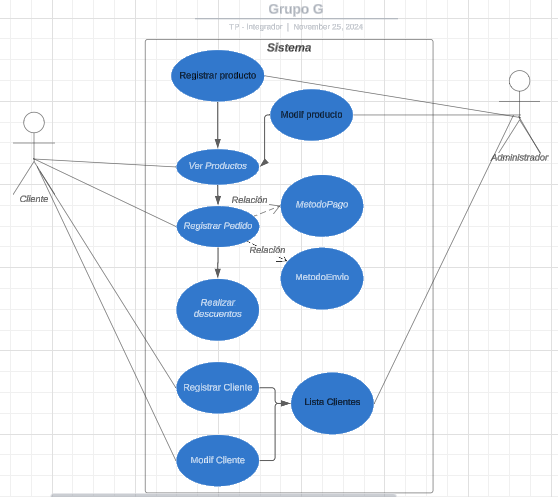 Grupo G
TP - Integrador | November 25, 2024
Sistema
Registrar producto
Modif producto
Ver Productos
Administrador
Cliente
Relación
MetodoPago
Registrar Pedido
Relación
MetodoEnvio
Realizar
descuentos
Registrar Cliente
Lista Clientes
Modif Cliente